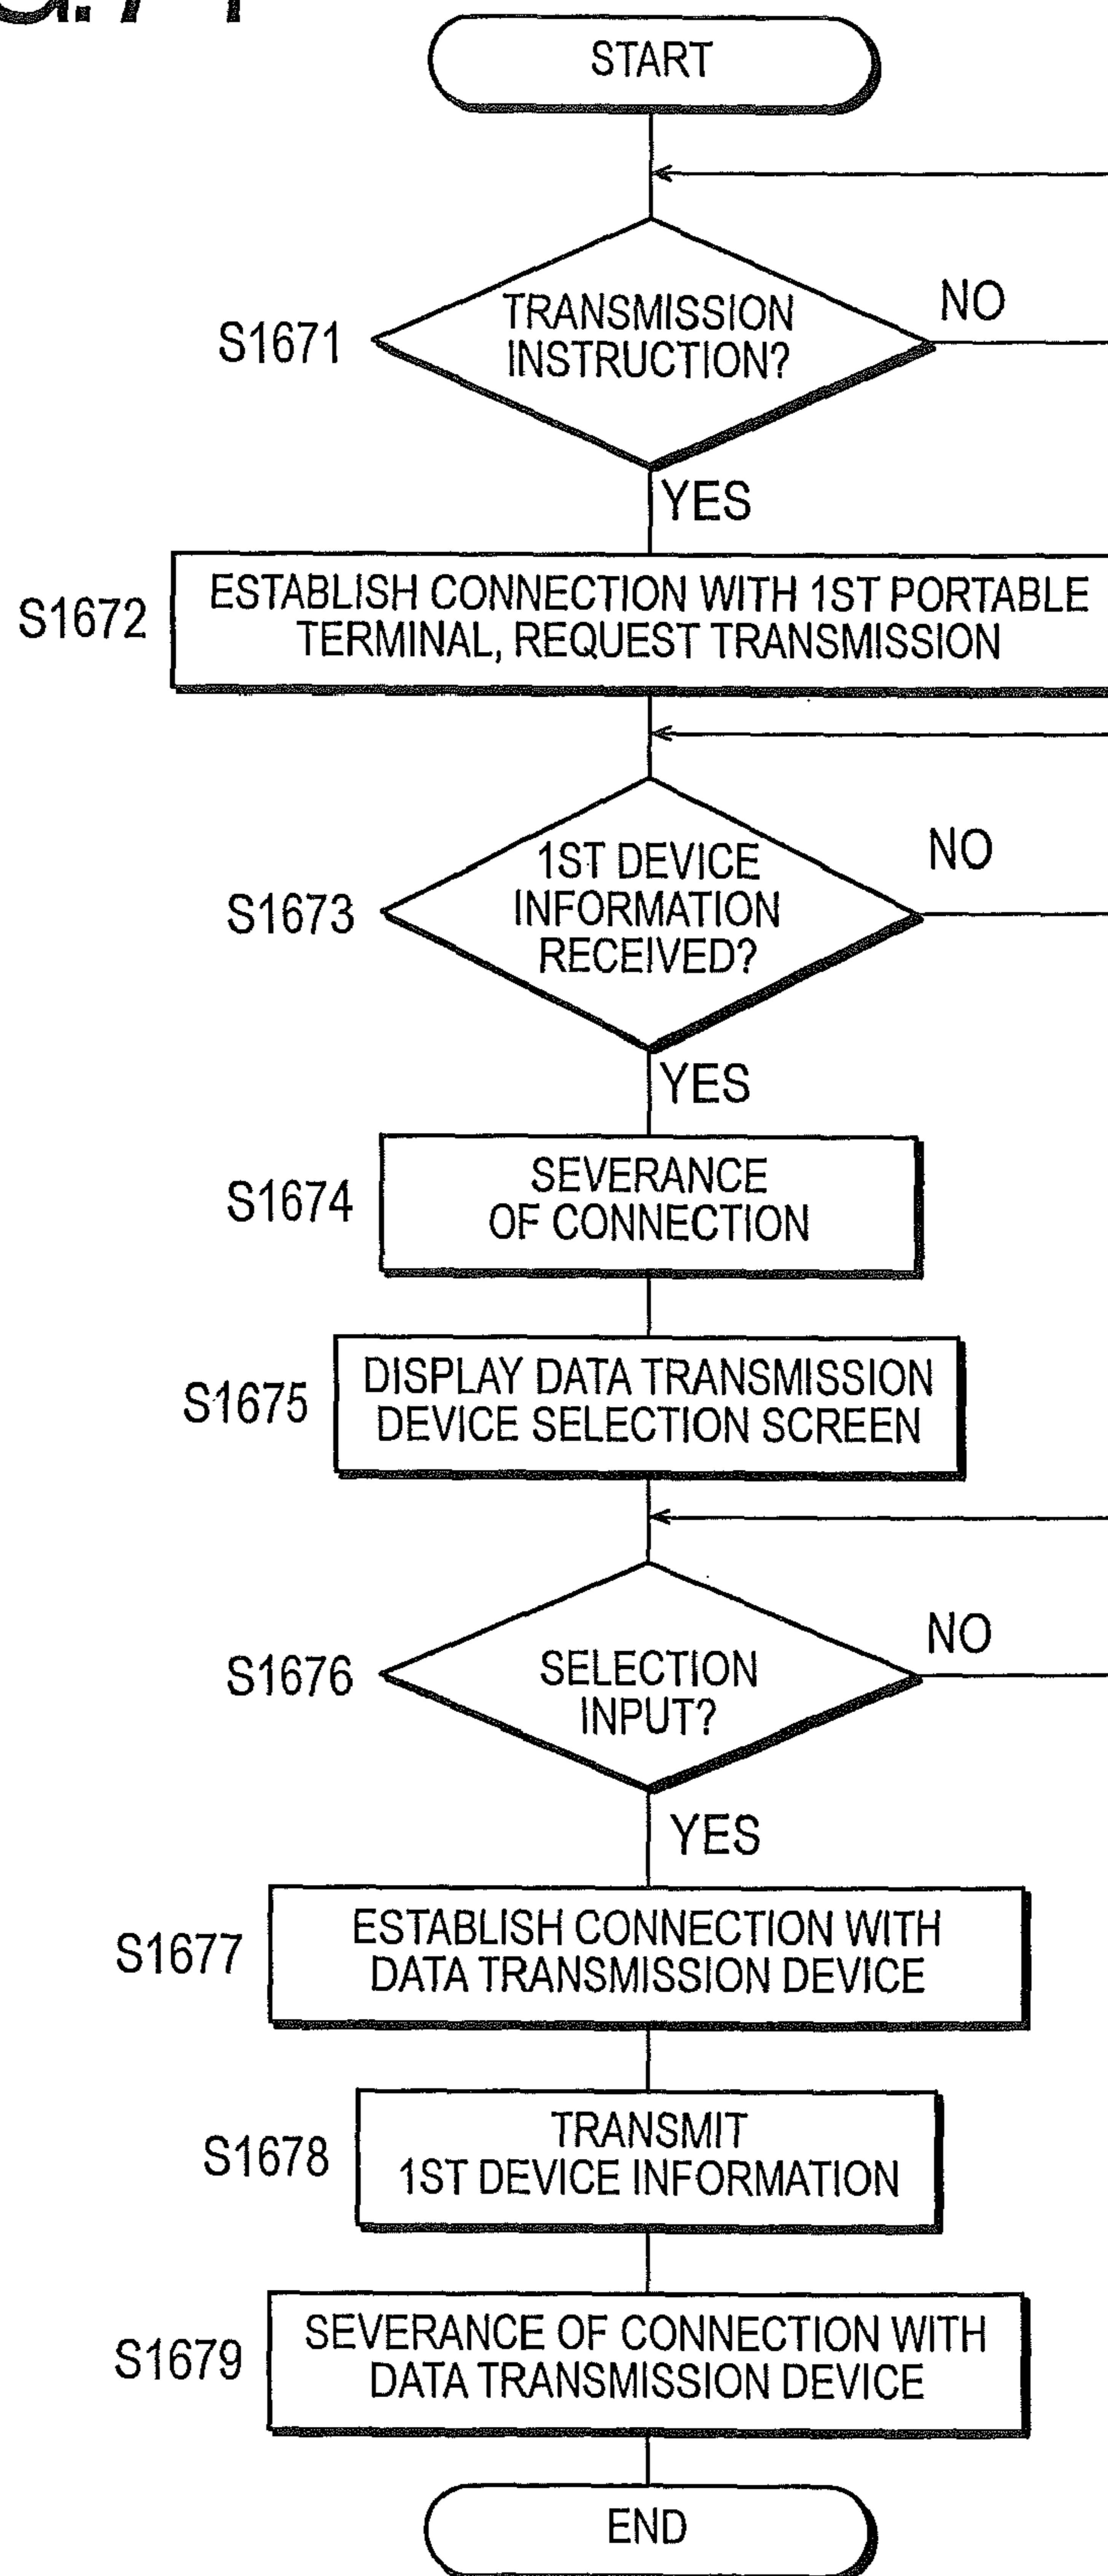 START
TRANSMISSION
INSTRUCTION?
NO
S1671
YES
ESTABLISH CONNECTION WITH 1ST PORTABLE
TERMINAL, REQUEST TRANSMISSION
S1672
1ST DEVICE
INFORMATION
RECEIVED?
NO
S1673
YES
SEVERANCE
OF CONNECTION
S1674
DISPLAY DATA TRANSMISSION
DEVICE SELECTION SCREEN
S1675
SELECTION
INPUT?
NO
S1676
YES
ESTABLISH CONNECTION WITH
DATA TRANSMISSION DEVICE
S1677
TRANSMIT
1ST DEVICE INFORMATION
S1678
SEVERANCE OF CONNECTION WITH
DATA TRANSMISSION DEVICE
S1679
END